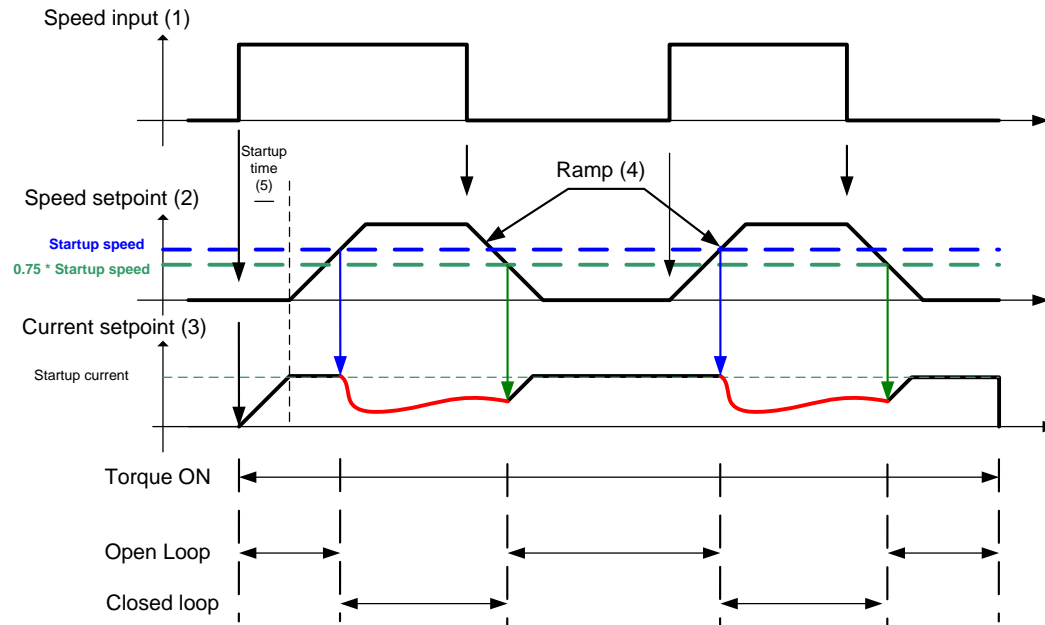 Speed input (1)
Startup
time
(5)
Ramp (4)
Speed setpoint (2)
Startup speed
0.75 * Startup speed
Current setpoint (3)
Startup current
Torque ON
Open Loop
Closed loop